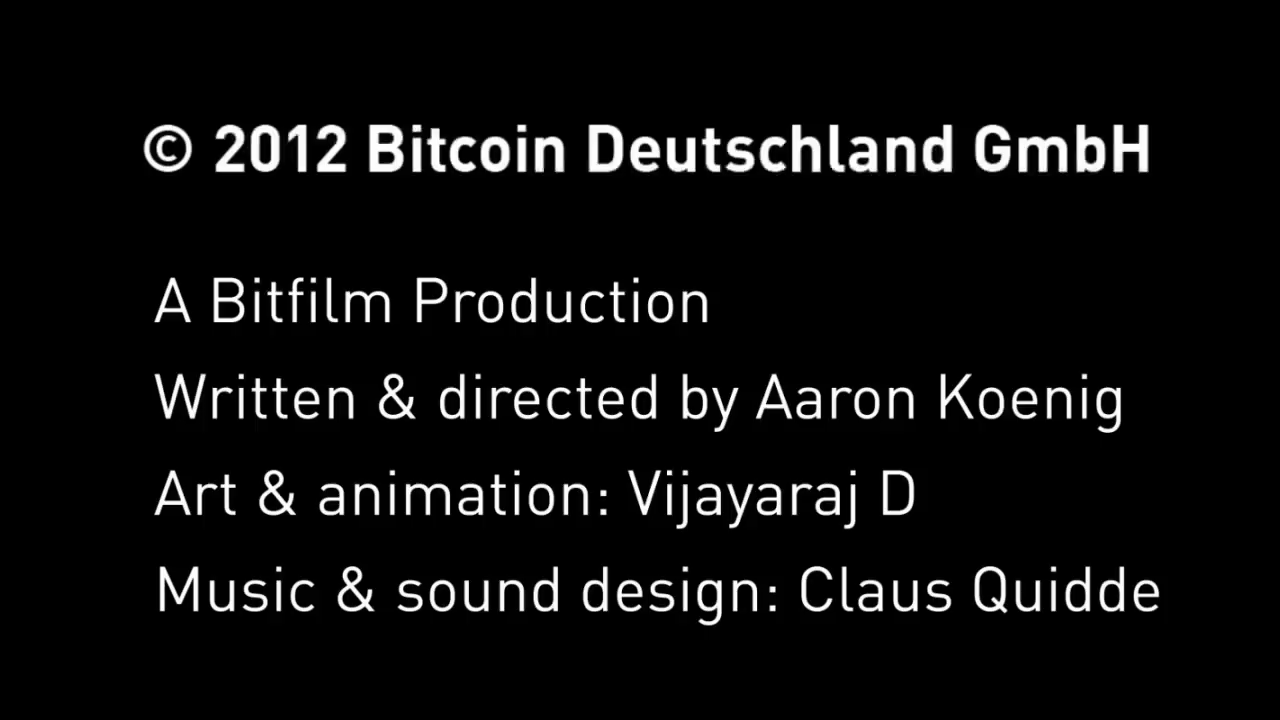 © 2012 Bitcoin Deutschland GmbH
A Bitfilm Production
Written & directed by Aaron Koenig
Art & animation: Vijayaraj D
Music & sound design: Claus Quidde